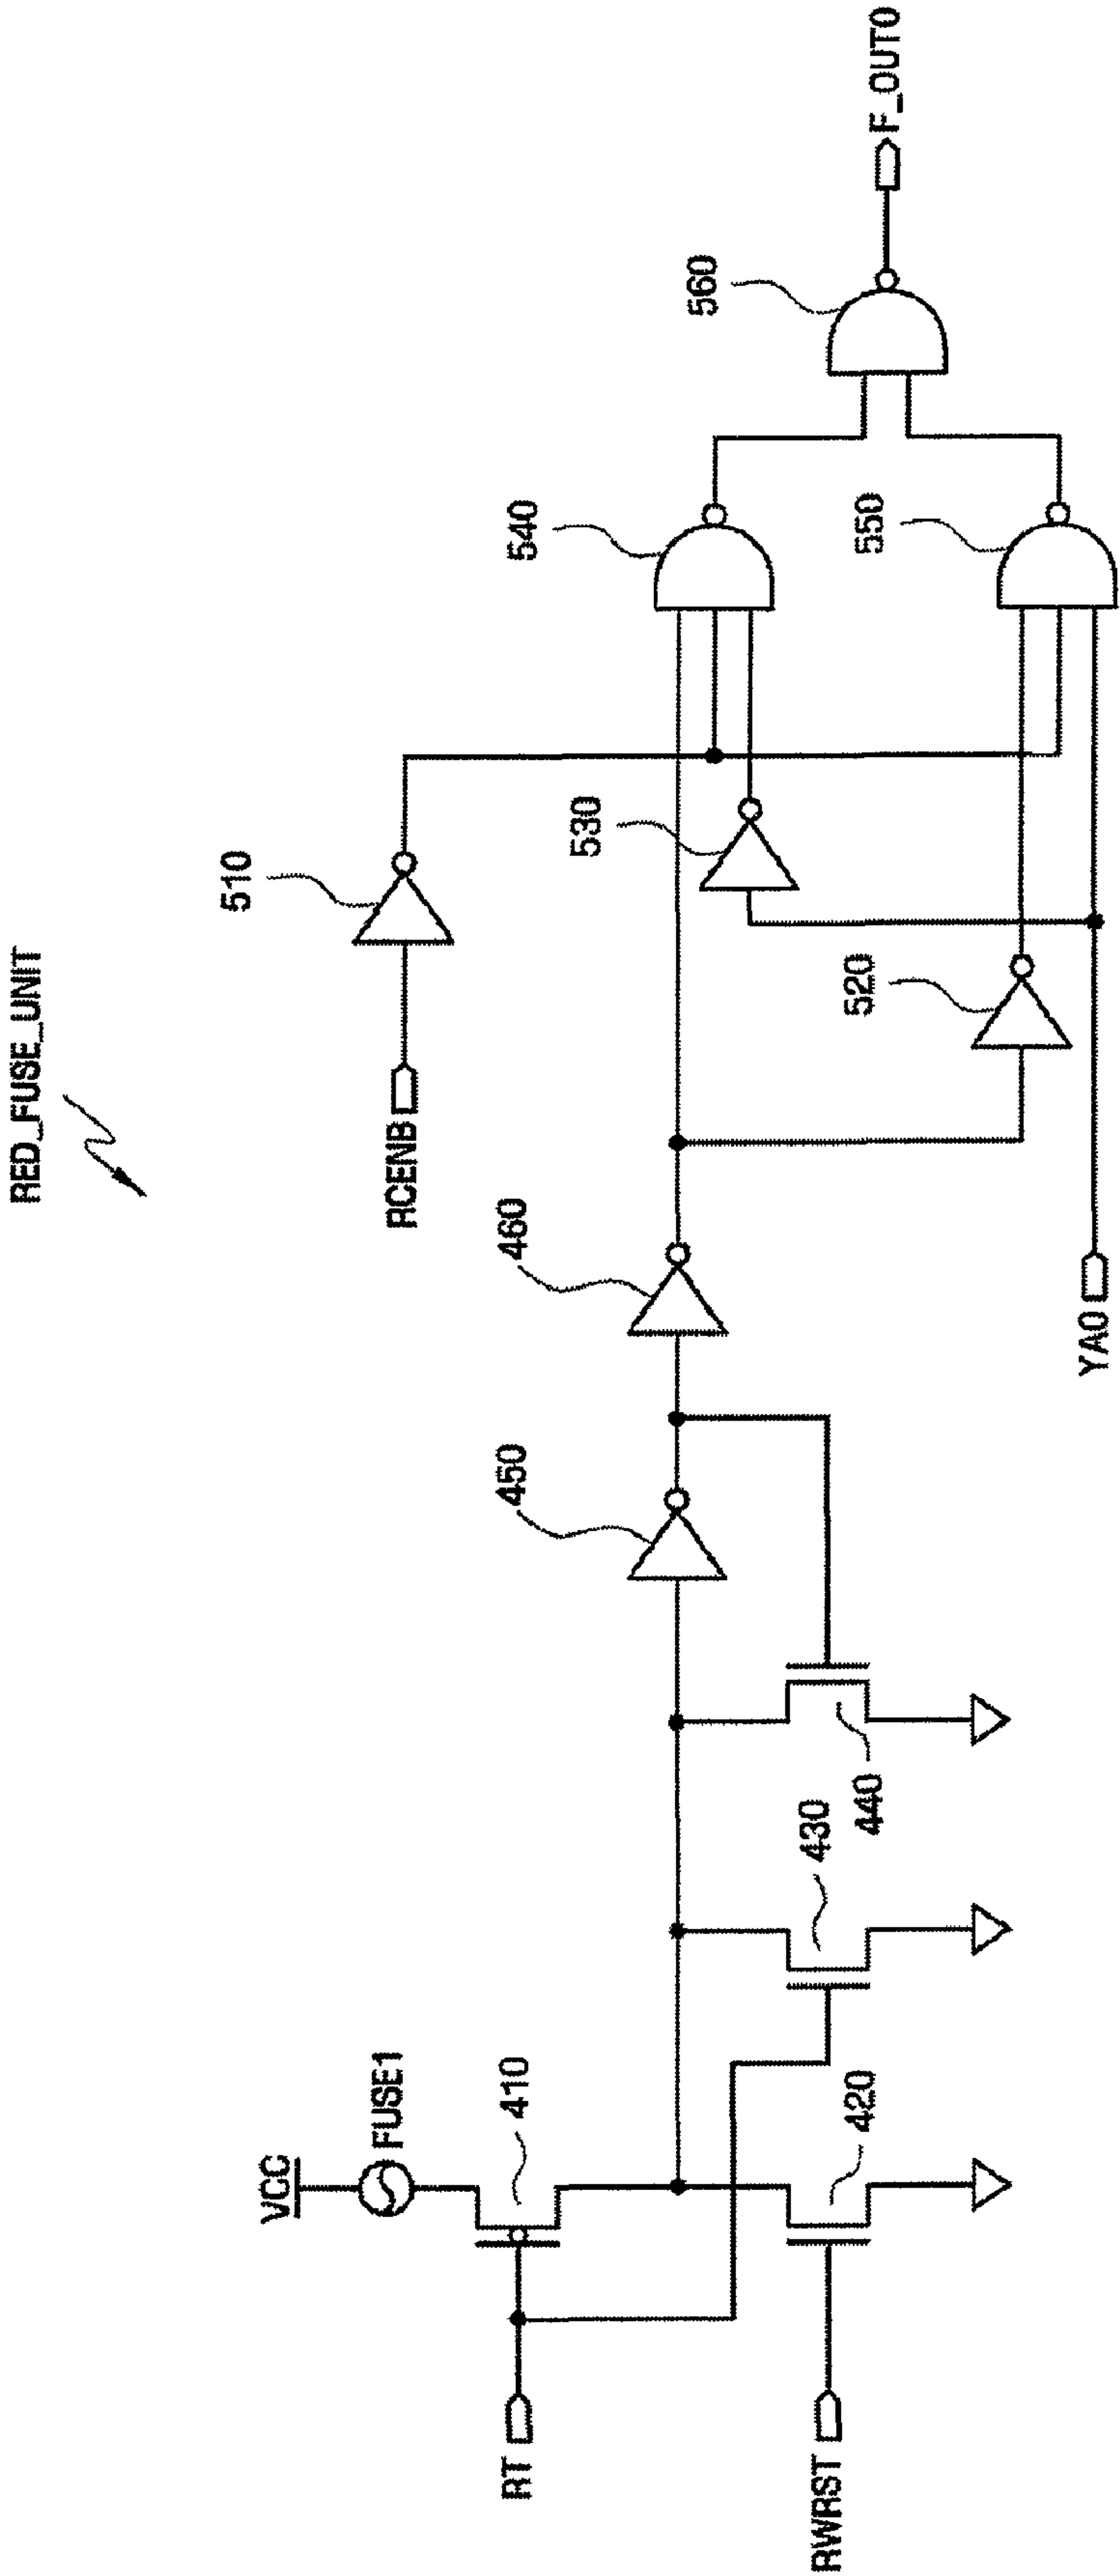 RED_FUSE_UNIT
VCC
FUSE1
RT
410
RWRST
420
430
440
450
460
RCENB
510
YA0
520
530
540
550
560
F_OUT0